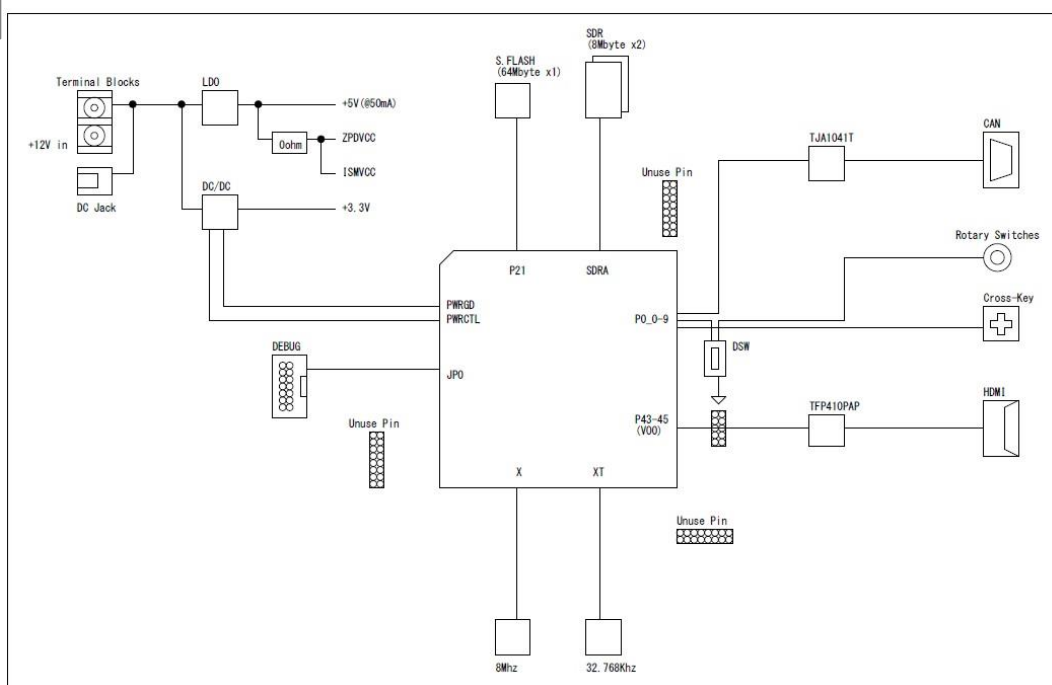 SDR
(8Mbyte x2)
S.FLASH
(64Mbyte x1)
Terminal Blocks
LDO
+5V(@50mA)
+12V in
0ohm
ZPDVCC
ISMVCC
DC Jack
DC/DC
+3.3V
TJA1041T
CAN
Unuse Pin
Rotary Switches
P21
SDRA
PWRGD
PWRCTL
P0_0-9
Cross-Key
DEBUG
DSW
JP0
Unuse Pin
P43-45
(VO0)
TFP410PAP
HDMI
X
XT
Unuse Pin
8Mhz
32.768Khz